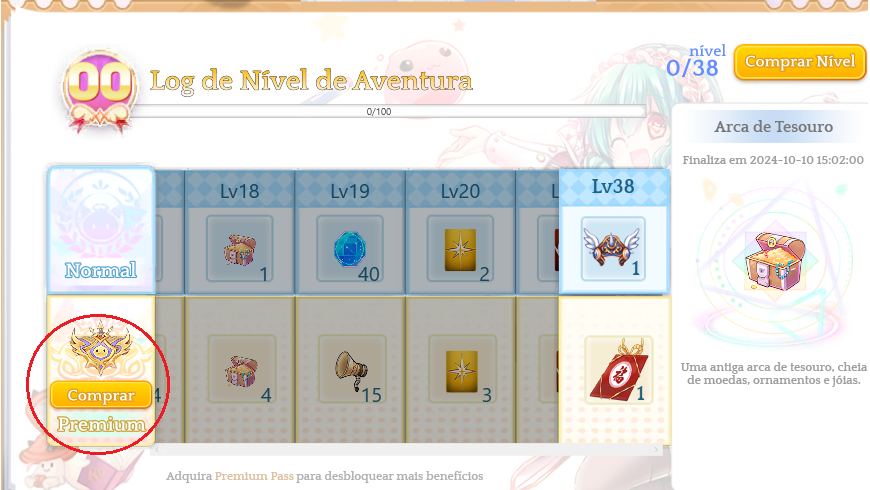 nível
0/38
Comprar Nível
00
Log de Nível de Aventura
0/100
Arca de Tesouro
Finaliza em 2024-10-10 15:02:00
Lv18
Lv19
Lv20
L
Lv38
Normal
1
40
2
1
Comprar
Premium
4
4
15
3
福
1
Uma antiga arca de tesouro, cheia
de moedas, ornamentos e jóias.
Adquira Premium Pass para desbloquear mais benefícios